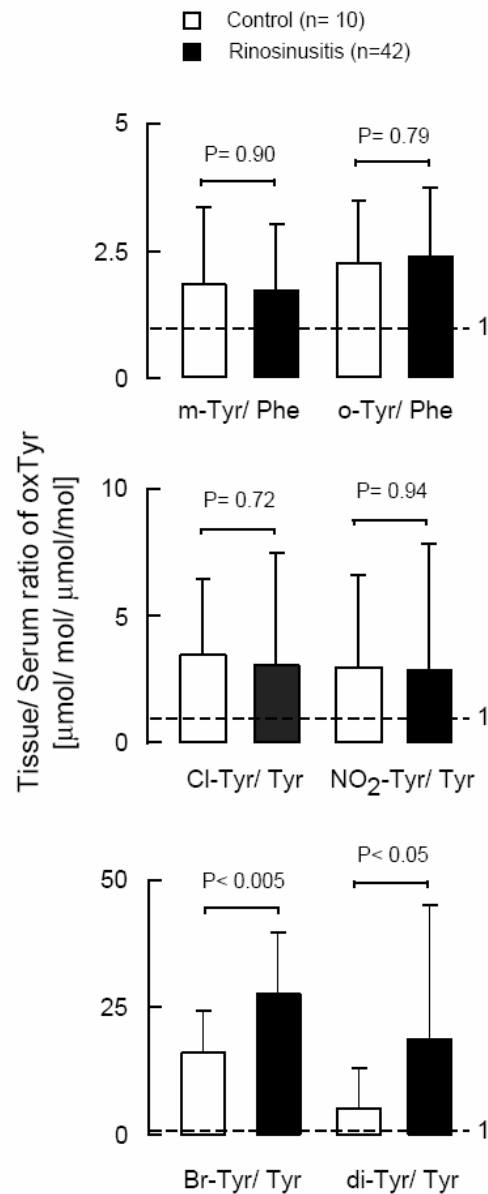 Control (n= 10)
Rinosinusitis (n=42)
Tissue/ Serum ratio of oxTyr
[μmol/ mol/ μmol/mol]
5
P= 0.90
P= 0.79
2.5
1
0
m-Tyr/ Phe
o-Tyr/ Phe
10
P= 0.72
P= 0.94
5
1
0
Cl-Tyr/ Tyr
NO2-Tyr/ Tyr
50
P< 0.005
P< 0.05
25
1
0
Br-Tyr/ Tyr
di-Tyr/ Tyr